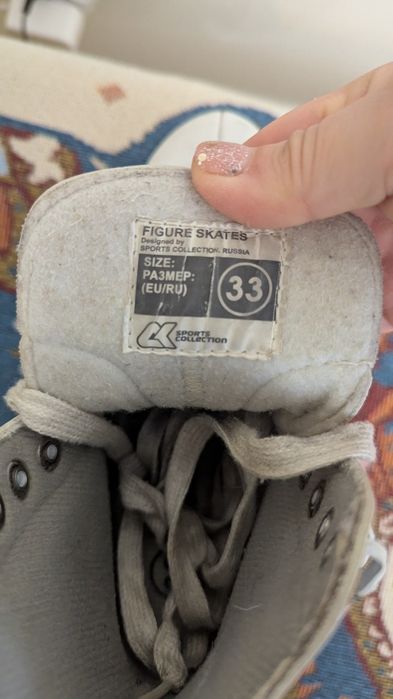 FIGURE SKATES
Designed by
SPORTS COLLECTION. RUSSIA
SIZE:
РАЗМЕР:
(EU/RU)
33
SPORTS
COLLECTION